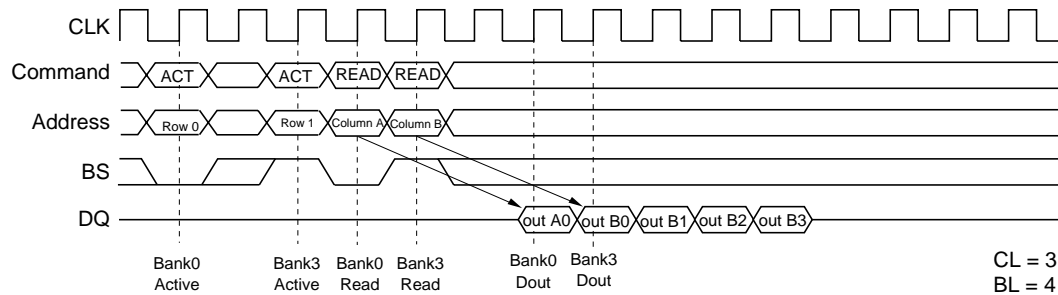 CLK
Command ACT ACT READ READ
Address Row 0 Row 1 Column A Column B
BS
DQ out A0 out B0 out B1 out B2 out B3
Bank0 Active Bank3 Active Bank0 Read Bank3 Read Bank0 Dout Bank3 Dout
CL = 3
BL = 4